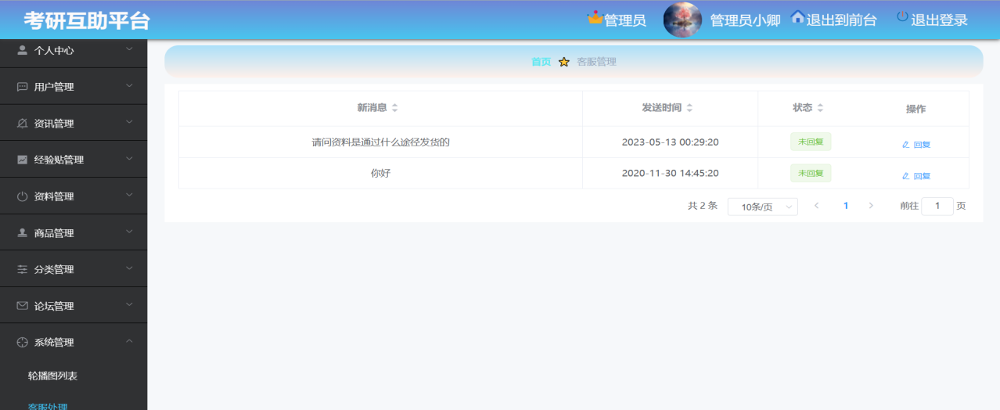 考研互助平台
管理员 管理员小卿 退出到前台 退出登录
个人中心
用户管理
资讯管理
经验贴管理
资料管理
商品管理
分类管理
论坛管理
系统管理
轮播图列表
客服处理
首页 客服管理
新消息 发送时间 状态 操作
请问资料是通过什么途径发货的 2023-05-13 00:29:20 未回复 回复
你好 2020-11-30 14:45:20 未回复 回复
共 2 条 10条/页 1 前往 1 页